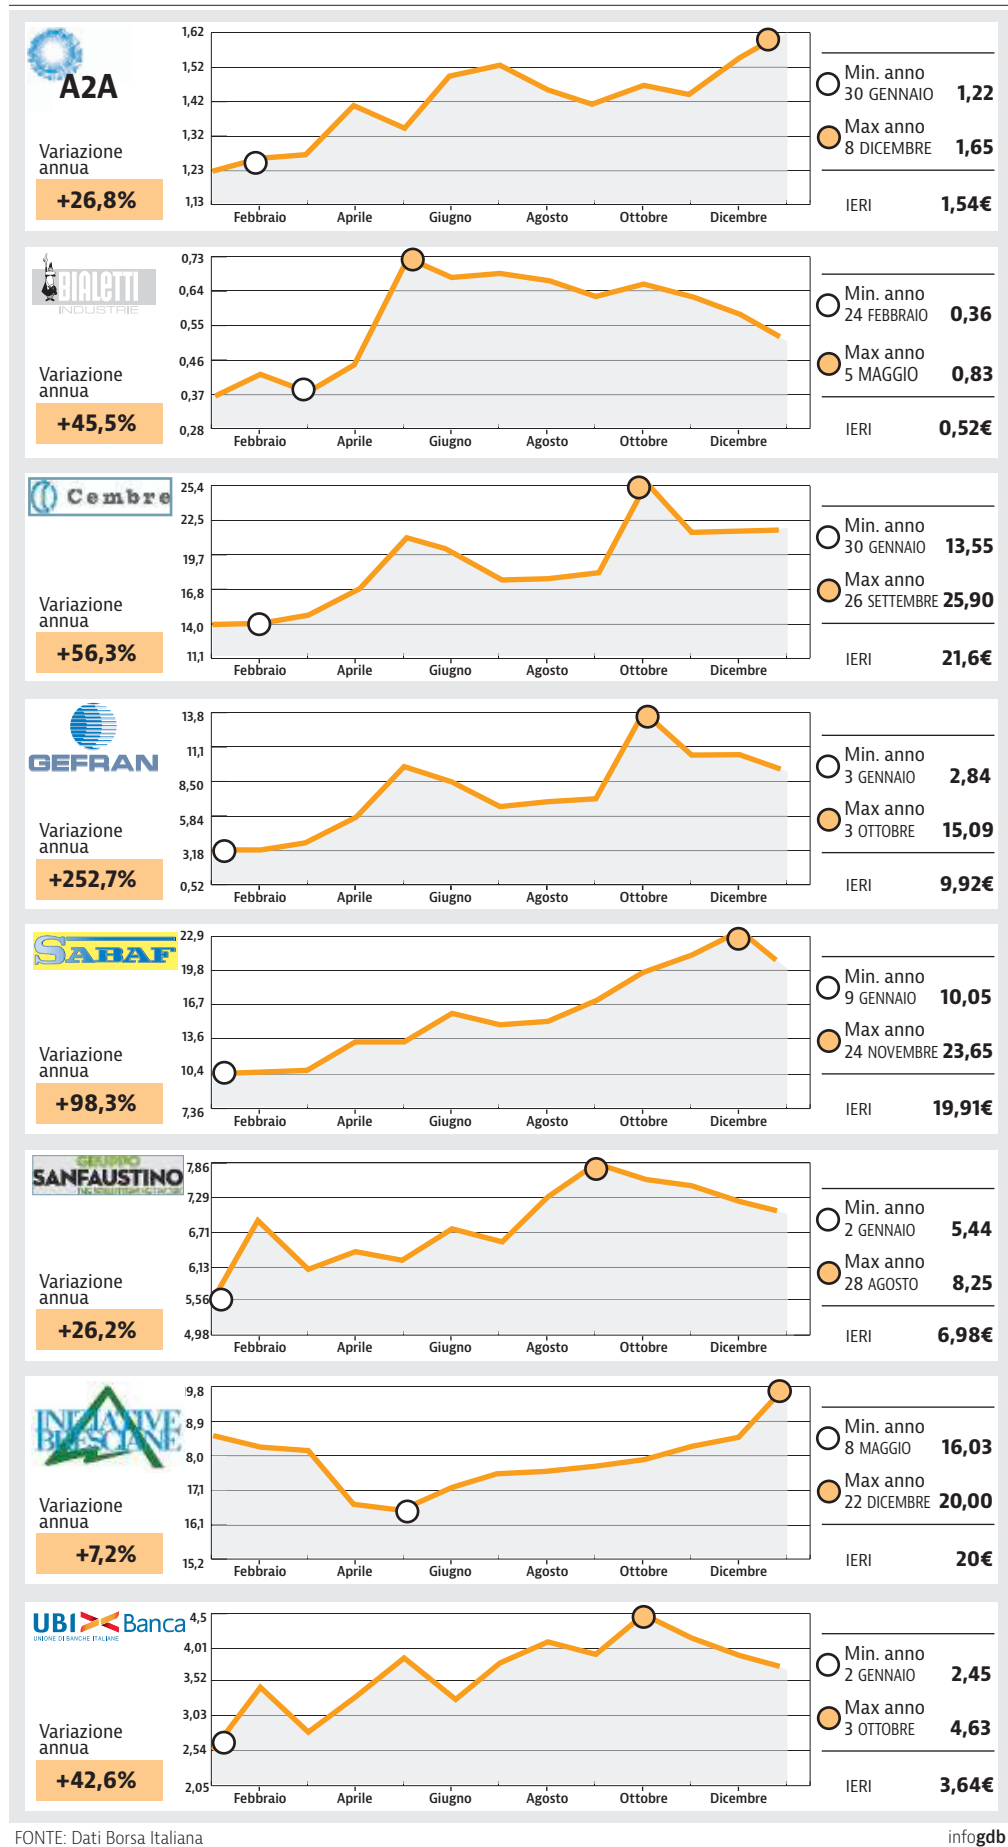 A2A
Variazione
annua
+26,8%
1,62
1,52
1,42
1,32
1,23
1,13
Febbraio Aprile Giugno Agosto Ottobre Dicembre
Min. anno
30 GENNAIO 1,22
Max anno
8 DICEMBRE 1,65
IERI 1,54€
BIALETTI
INDUSTRIE
Variazione
annua
+45,5%
0,73
0,64
0,55
0,46
0,37
0,28
Febbraio Aprile Giugno Agosto Ottobre Dicembre
Min. anno
24 FEBBRAIO 0,36
Max anno
5 MAGGIO 0,83
IERI 0,52€
Cembre
Variazione
annua
+56,3%
25,4
22,5
19,7
16,8
14,0
11,1
Febbraio Aprile Giugno Agosto Ottobre Dicembre
Min. anno
30 GENNAIO 13,55
Max anno
26 SETTEMBRE 25,90
IERI 21,6€
GEFRAN
Variazione
annua
+252,7%
13,8
11,1
8,50
5,84
3,18
0,52
Febbraio Aprile Giugno Agosto Ottobre Dicembre
Min. anno
3 GENNAIO 2,84
Max anno
3 OTTOBRE 15,09
IERI 9,92€
SABAF
Variazione
annua
+98,3%
22,9
19,8
16,7
13,6
10,4
7,36
Febbraio Aprile Giugno Agosto Ottobre Dicembre
Min. anno
9 GENNAIO 10,05
Max anno
24 NOVEMBRE 23,65
IERI 19,91€
GRUPPO
SANFAUSTINO
Variazione
annua
+26,2%
7,86
7,29
6,71
6,13
5,56
4,98
Febbraio Aprile Giugno Agosto Ottobre Dicembre
Min. anno
2 GENNAIO 5,44
Max anno
28 AGOSTO 8,25
IERI 6,98€
INIZIATIVE
BRESCIANE
Variazione
annua
+7,2%
9,8
8,9
8,0
17,1
16,1
15,2
Febbraio Aprile Giugno Agosto Ottobre Dicembre
Min. anno
8 MAGGIO 16,03
Max anno
22 DICEMBRE 20,00
IERI 20€
UBI Banca
UNIONE DI BANCHE ITALIANE
Variazione
annua
+42,6%
4,5
4,01
3,52
3,03
2,54
2,05
Febbraio Aprile Giugno Agosto Ottobre Dicembre
Min. anno
2 GENNAIO 2,45
Max anno
3 OTTOBRE 4,63
IERI 3,64€
FONTE: Dati Borsa Italiana
infogdb